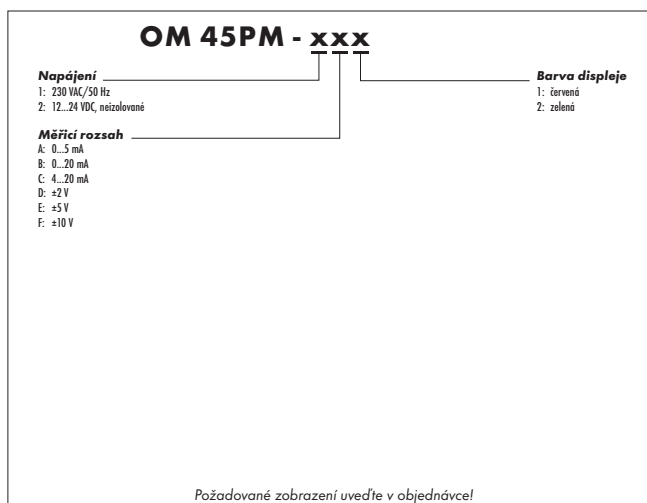 OM 45PM - xxx
Napájení
1: 230 VAC/50 Hz
2: 12...24 VDC, neizolované
Měřicí rozsah
A: 0...5 mA
B: 0...20 mA
C: 4...20 mA
D: ±2 V
E: ±5 V
F: ±10 V
Barva displeje
1: červená
2: zelená
Požadované zobrazení uveďte v objednávce!